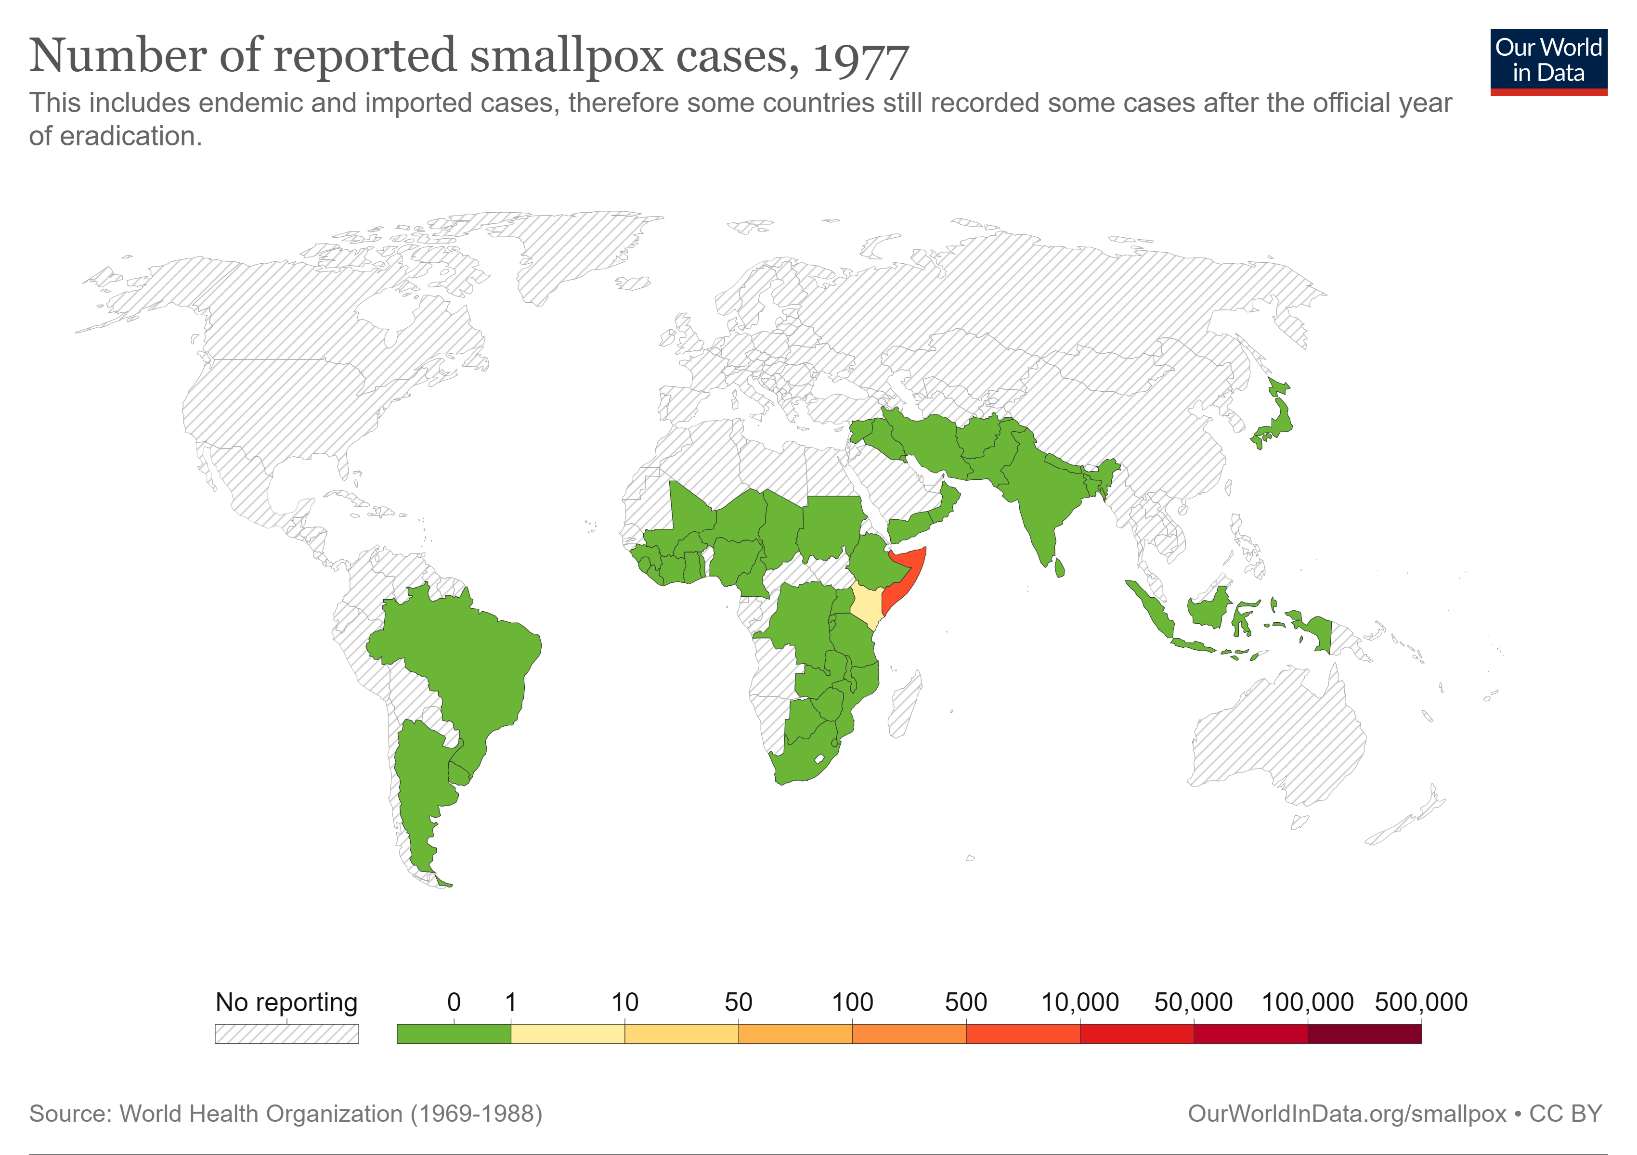 Number of reported smallpox cases, 1977
Our World
in Data
This includes endemic and imported cases, therefore some countries still recorded some cases after the official year
of eradication.
No reporting 0 1 10 50 100 500 10,000 50,000 100,000 500,000
Source: World Health Organization (1969-1988)
OurWorldInData.org/smallpox • CC BY